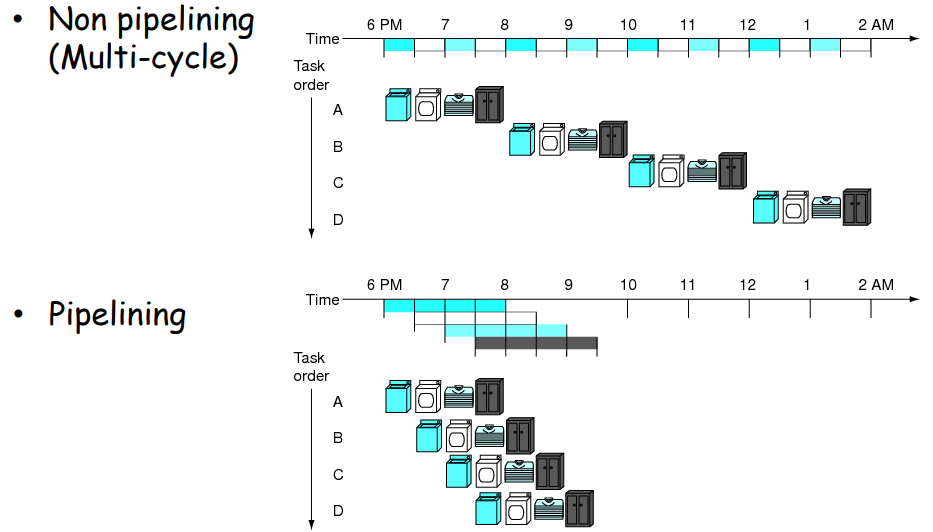 • Non pipelining
(Multi-cycle)
6 PM 7 8 9 10 11 12 1 2 AM
Time
Task
order
A
B
C
D
• Pipelining
6 PM 7 8 9 10 11 12 1 2 AM
Time
Task
order
A
B
C
D